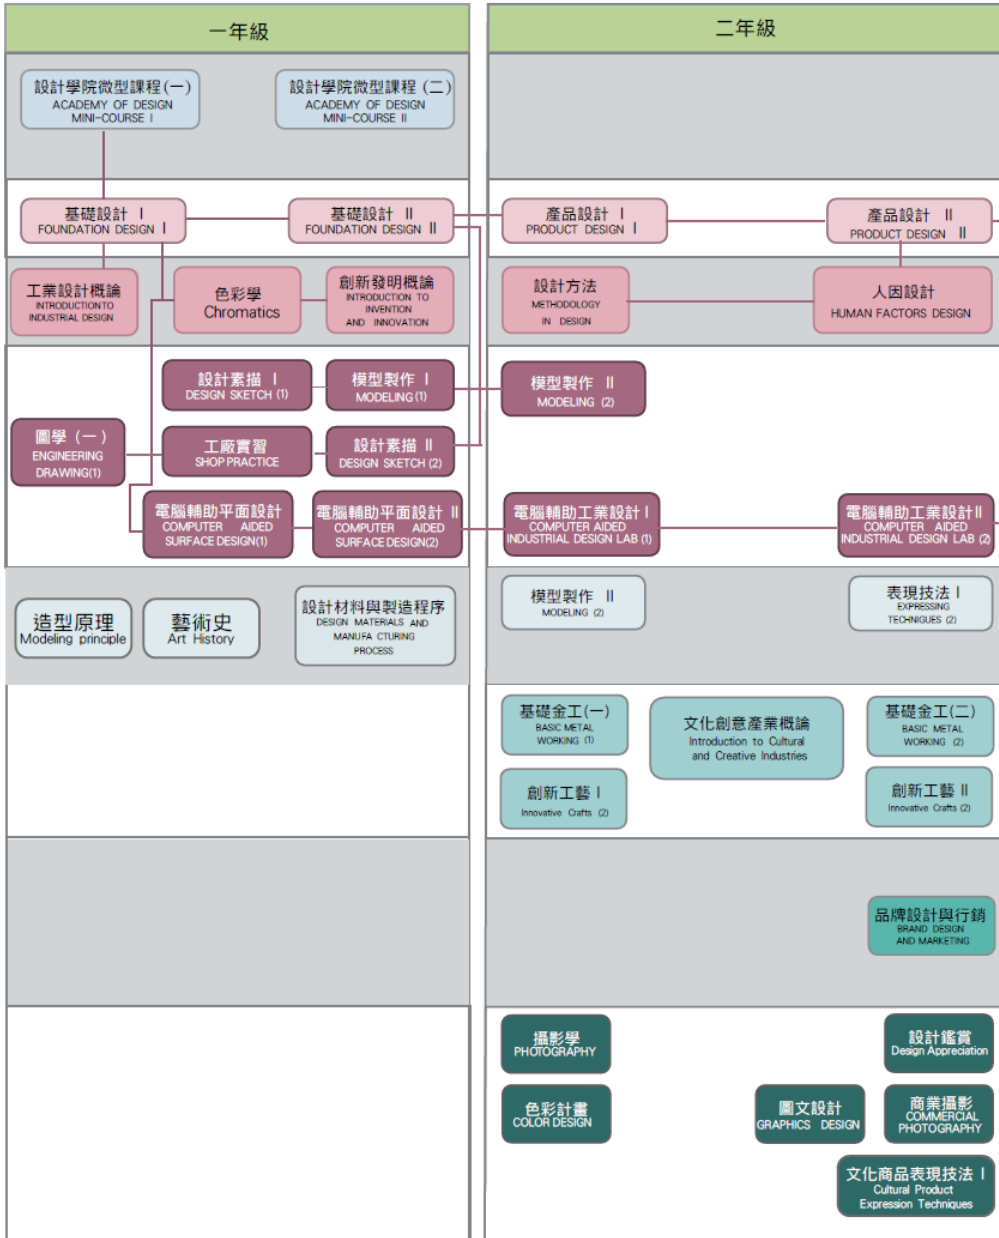 一年級
二年級
設計學院微型課程(一)
ACADEMY OF DESIGN
MINI-COURSE I
設計學院微型課程 (二)
ACADEMY OF DESIGN
MINI-COURSE II
基礎設計 I
FOUNDATION DESIGN I
基礎設計 II
FOUNDATION DESIGN II
產品設計 I
PRODUCT DESIGN I
產品設計 II
PRODUCT DESIGN II
工業設計概論
INTRODUCTIONTO
INDUSTRIAL DESIGN
色彩學
Chromatics
創新發明概論
INTRODUCTION TO
INVENTION
AND INNOVATION
設計方法
METHODOLOGY
IN DESIGN
人因設計
HUMAN FACTORS DESIGN
設計素描 I
DESIGN SKETCH (1)
模型製作 I
MODELING (1)
模型製作 II
MODELING (2)
圖學 (一)
ENGINEERING
DRAWING(1)
工廠實習
SHOP PRACTICE
設計素描 II
DESIGN SKETCH (2)
電腦輔助平面設計
COMPUTER AIDED
SURFACE DESIGN(1)
電腦輔助平面設計 II
COMPUTER AIDED
SURFACE DESIGN(2)
電腦輔助工業設計 I
COMPUTER AIDED
INDUSTRIAL DESIGN LAB (1)
電腦輔助工業設計 II
COMPUTER AIDED
INDUSTRIAL DESIGN LAB (2)
造型原理
Modeling principle
藝術史
Art History
設計材料與製造程序
DESIGN MATERIALS AND
MANUFA CTURING
PROCESS
模型製作 II
MODELING (2)
表現技法 I
EXPRESSING
TECHNIGUES (2)
基礎金工(一)
BASIC METAL
WORKING (1)
文化創意產業概論
Introduction to Cultural
and Creative Industries
基礎金工(二)
BASIC METAL
WORKING (2)
創新工藝 I
Innovative Crafts (2)
創新工藝 II
Innovative Crafts (2)
品牌設計與行銷
BRAND DESIGN
AND MARKETING
攝影學
PHOTOGRAPHY
設計鑑賞
Design Appreciation
色彩計畫
COLOR DESIGN
圖文設計
GRAPHICS DESIGN
商業攝影
COMMERCIAL
PHOTOGRAPHY
文化商品表現技法 I
Cultural Product
Expression Techniques